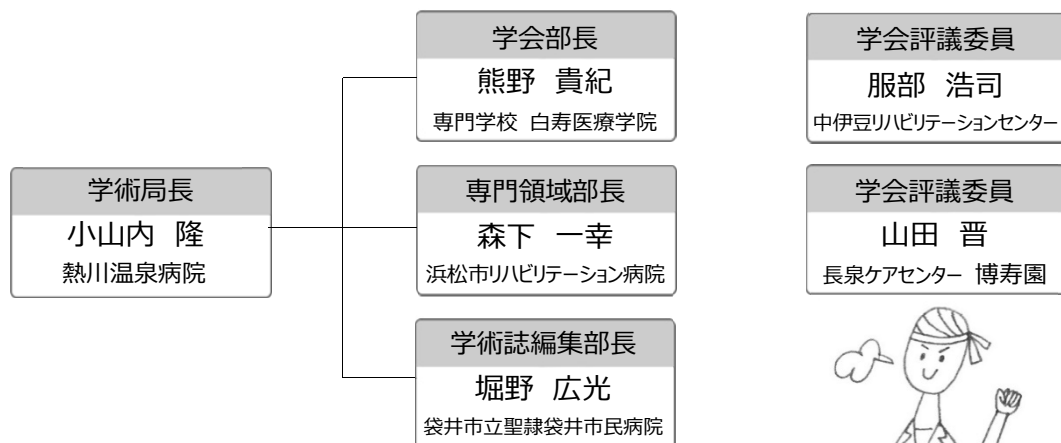 学術局長
小山内 隆
熱川温泉病院
学会部長
熊野 貴紀
専門学校 白寿医療学院
専門領域部長
森下 一幸
浜松市リハビリテーション病院
学術誌編集部長
堀野 広光
袋井市立聖隷袋井市民病院
学会評議委員
服部 浩司
中伊豆リハビリテーションセンター
学会評議委員
山田 晋
長泉ケアセンター 博寿園